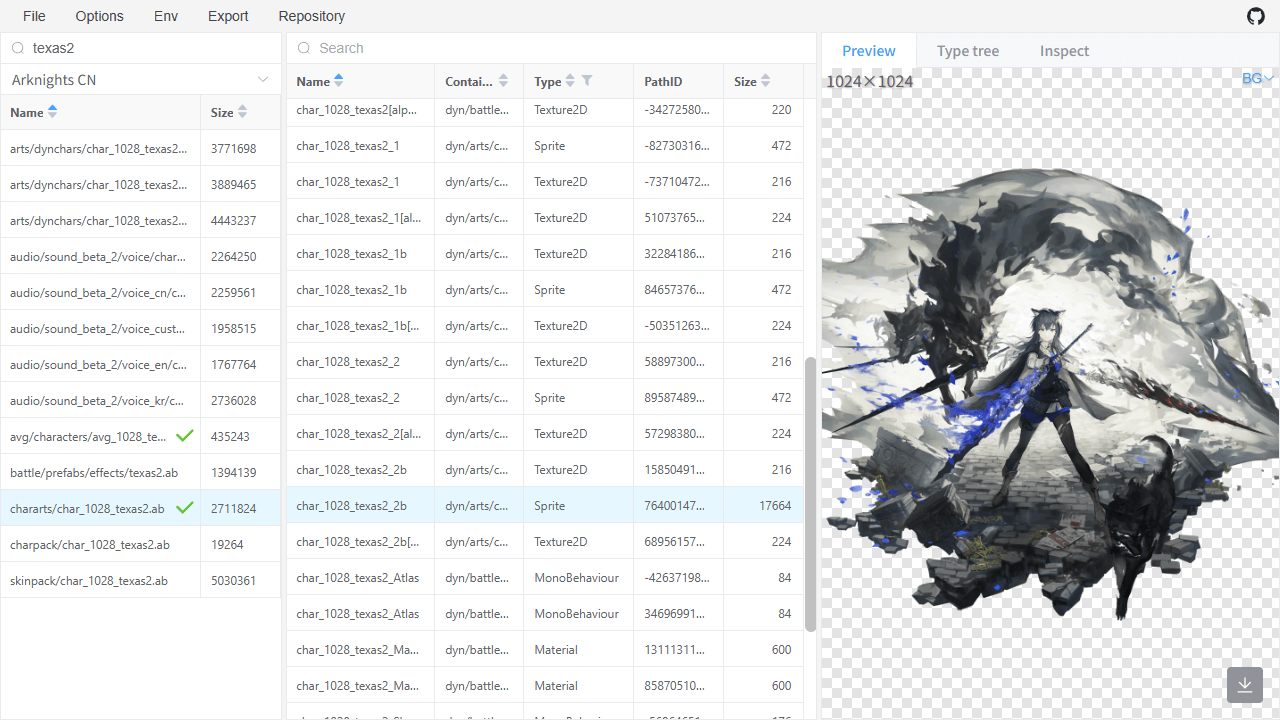 File Options Env Export Repository
texas2
Arknights CN
Name Size
arts/dynchars/char_1028_texas2... 3771698
arts/dynchars/char_1028_texas2... 3889465
arts/dynchars/char_1028_texas2... 4443237
audio/sound_beta_2/voice/char... 2264250
audio/sound_beta_2/voice_cn/c... 2259561
audio/sound_beta_2/voice_cust... 1958515
audio/sound_beta_2/voice_en/c... 1767764
audio/sound_beta_2/voice_kr/c... 2736028
avg/characters/avg_1028_te... 435243
battle/prefabs/effects/texas2.ab 1394139
chararts/char_1028_texas2.ab 2711824
charpack/char_1028_texas2.ab 19264
skinpack/char_1028_texas2.ab 5030361
Search
Name Contai... Type PathID Size
char_1028_texas2[alp... dyn/battle... Texture2D -34272580... 220
char_1028_texas2_1 dyn/arts/c... Sprite -82730316... 472
char_1028_texas2_1 dyn/arts/c... Texture2D -73710472... 216
char_1028_texas2_1[al... dyn/arts/c... Texture2D 51073765... 224
char_1028_texas2_1b dyn/arts/c... Texture2D 32284186... 216
char_1028_texas2_1b dyn/arts/c... Sprite 84657376... 472
char_1028_texas2_1b[... dyn/arts/c... Texture2D -50351263... 224
char_1028_texas2_2 dyn/arts/c... Texture2D 58897300... 216
char_1028_texas2_2 dyn/arts/c... Sprite 89587489... 472
char_1028_texas2_2[al... dyn/arts/c... Texture2D 57298380... 224
char_1028_texas2_2b dyn/arts/c... Texture2D 15850491... 216
char_1028_texas2_2b dyn/arts/c... Sprite 76400147... 17664
char_1028_texas2_2b[... dyn/arts/c... Texture2D 68956157... 224
char_1028_texas2_Atlas dyn/battle... MonoBehaviour -42637198... 84
char_1028_texas2_Atlas dyn/battle... MonoBehaviour 34696991... 84
char_1028_texas2_Ma... dyn/battle... Material 13111311... 600
char_1028_texas2_Ma... dyn/battle... Material 85870510... 600
Preview Type tree Inspect
1024×1024 BG